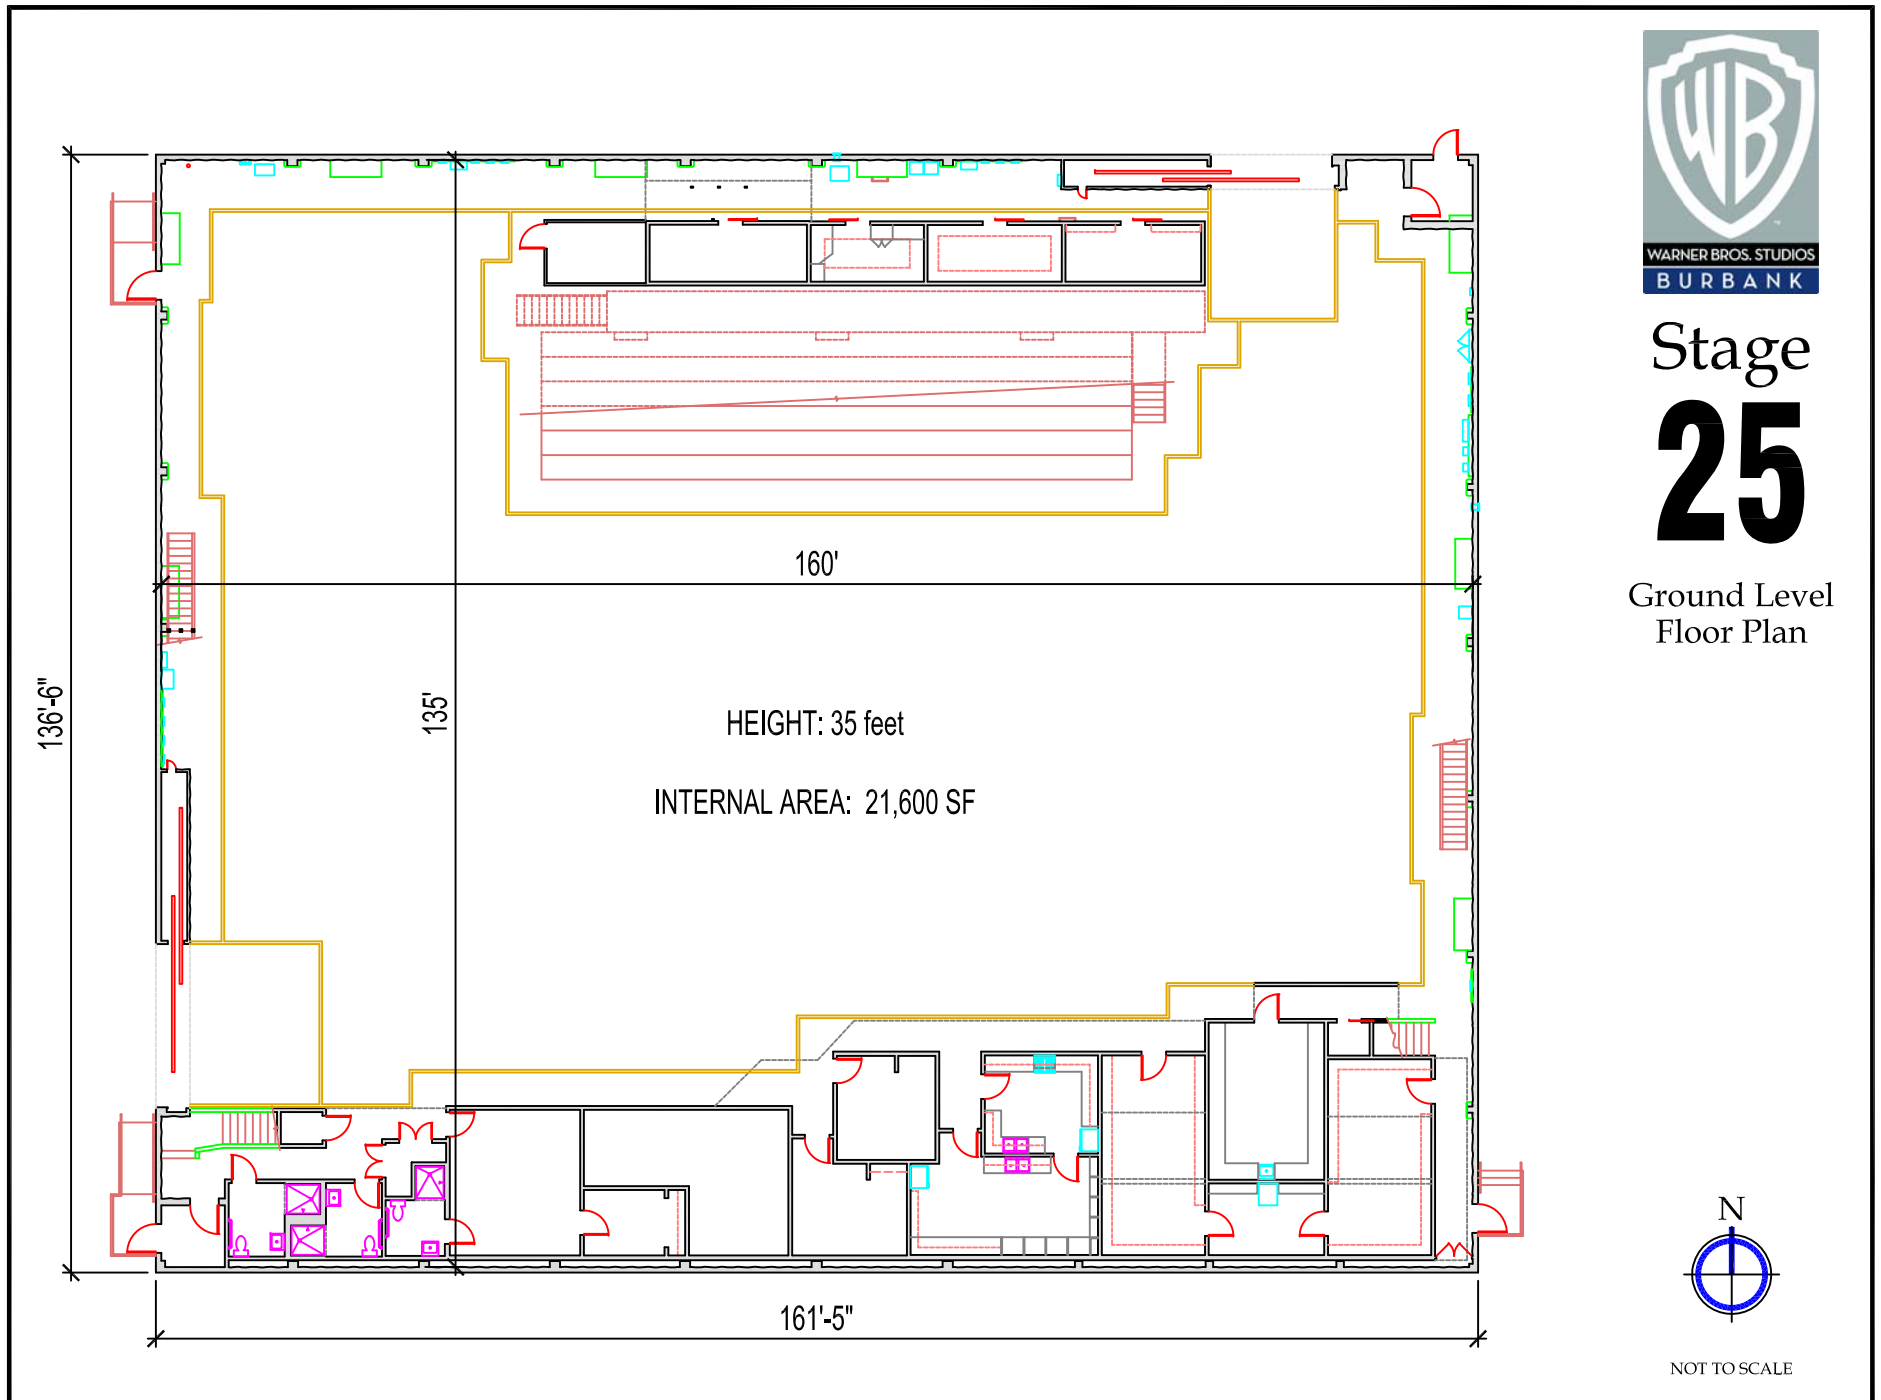 WB
™
WARNER BROS. STUDIOS
BURBANK
Stage
25
Ground Level
Floor Plan
160'
136'-6"
135'
HEIGHT: 35 feet
INTERNAL AREA: 21,600 SF
161'-5"
N
NOT TO SCALE